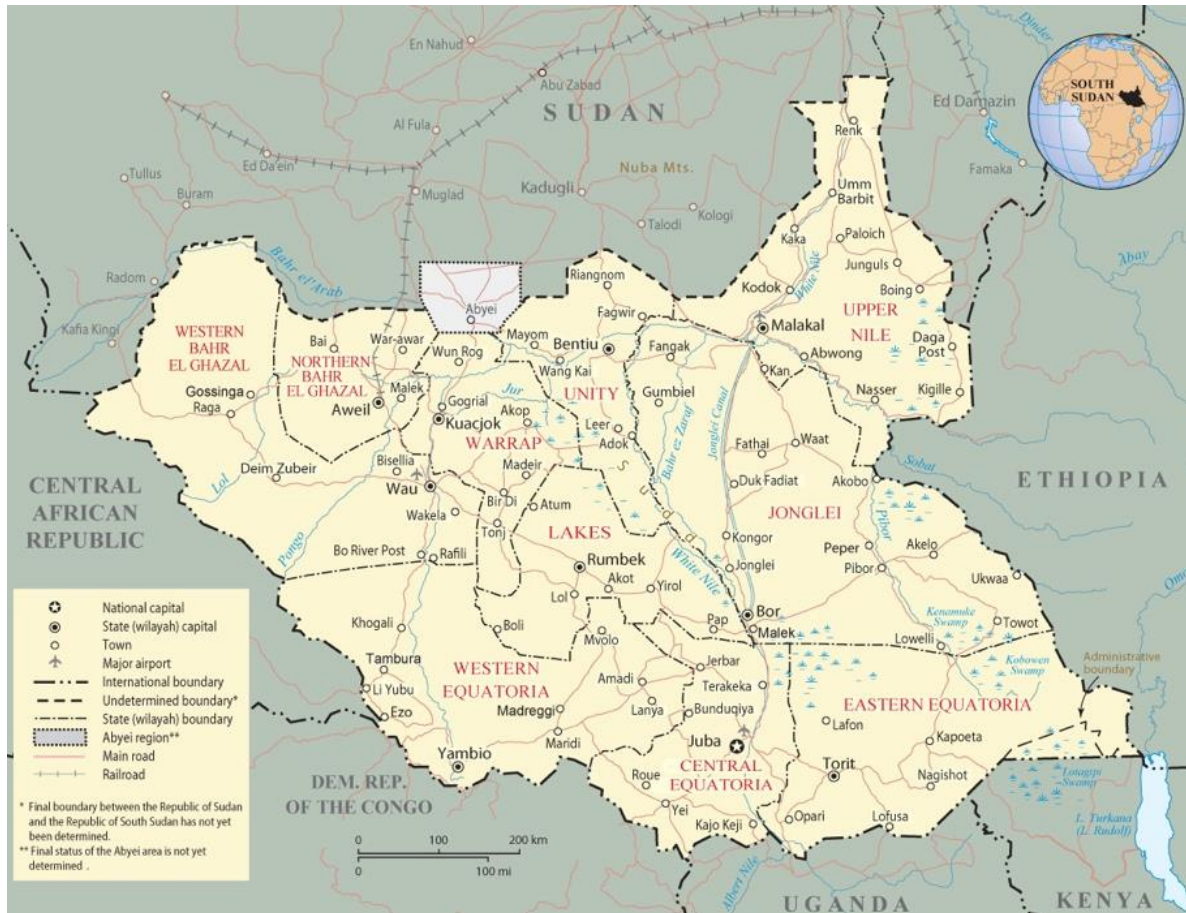 Dinder
En Nahud
Abu Zabad
SUDAN
SOUTH
SUDAN
Ed Damazin
Renk
Al Fula
Ed Da'ein
Nuba Mts.
Famaka
Tullus
Muglad
Kadugli
Umm
Barbit
Buram
Kologi
Talodi
Kaka
Paloich
White Nile
Abay
Bahr el'Arab
Junguls
Radom
Riangnom
Kodok
Boing
Abyei
Fagwir
UPPER
NILE
Kafia Kingi
WESTERN
BAHR
EL GHAZAL
Bai
War-awar
Mayom
Bentiu
Malakal
Daga
Post
NORTHERN
BAHR
EL GHAZAL
Wun Rog
Fangak
Abwong
Wang Kai
Kan
Gossinga
Malek
Jur
UNITY
Gumbiel
Nasser
Kigille
Raga
Aweil
Gogrial
Akop
Kuacjok
Leer
WARRAP
Adok
Bahr ez Zaraf
Jonglei Canal
Fathai
Waat
Bisellia
Madeir
Sudd
Sobat
ETHIOPIA
Deim Zubeir
Lol
Wau
Bir Di
Atum
Duk Fadiat
Akobo
CENTRAL
AFRICAN
REPUBLIC
Wakela
Tonj
LAKES
JONGLEI
Pibor
Pongo
Bo River Post
Rafili
Kongor
Peper
Akelo
Rumbek
White Nile
Jonglei
Pibor
Ukwaa
Omo
Akot
Yirol
Lol
Bor
Kenamuke
Swamp
Towot
Khogali
Boli
Mvolo
Pap
Malek
Lowelli
Kobowen
Swamp
Administrative
boundary
Tambura
WESTERN
EQUATORIA
Jerbar
Li Yubu
Amadi
Terakeka
EASTERN EQUATORIA
Ezo
Madreggi
Lanya
Bunduqiya
Lafon
Maridi
Juba
Kapoeta
Yambio
CENTRAL
EQUATORIA
Torit
Lotagipi
Swamp
DEM. REP.
OF THE CONGO
Roue
Nagishot
Yei
Kajo Keji
Opari
Lofusa
L. Turkana
(L. Rudolf)
Albert Nile
UGANDA
KENYA
National capital
State (wilayah) capital
Town
Major airport
International boundary
Undetermined boundary*
State (wilayah) boundary
Abyei region**
Main road
Railroad
* Final boundary between the Republic of Sudan
and the Republic of South Sudan has not yet
been determined.
** Final status of the Abyei area is not yet
determined .
0 100 200 km
0 100 mi